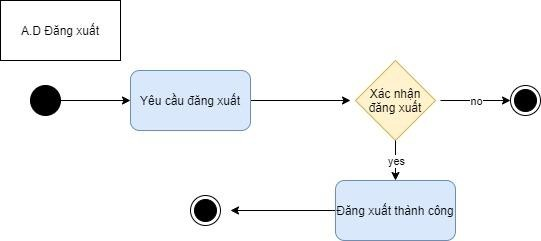 A.D Đăng xuất
Yêu cầu đăng xuất
Xác nhận
đăng xuất
no
yes
Đăng xuất thành công